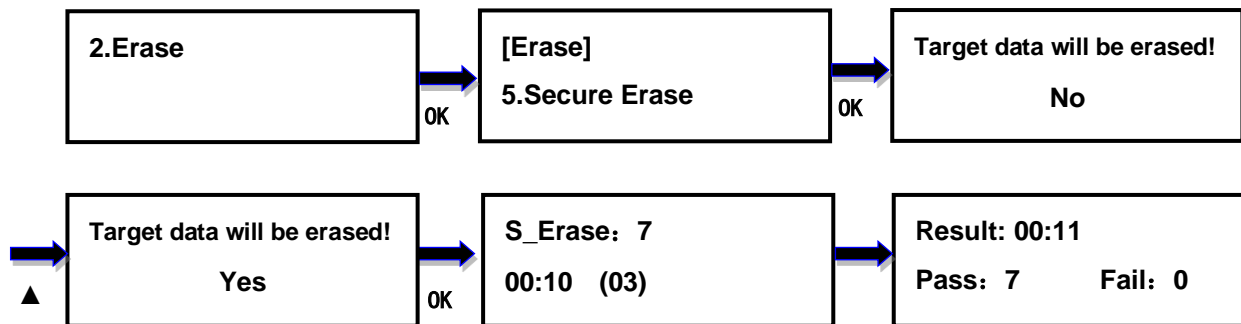 2.Erase
OK
[Erase]
5.Secure Erase
OK
Target data will be erased!
No
▲
Target data will be erased!
Yes
OK
S_Erase：7
00:10 (03)
Result: 00:11
Pass：7 Fail：0